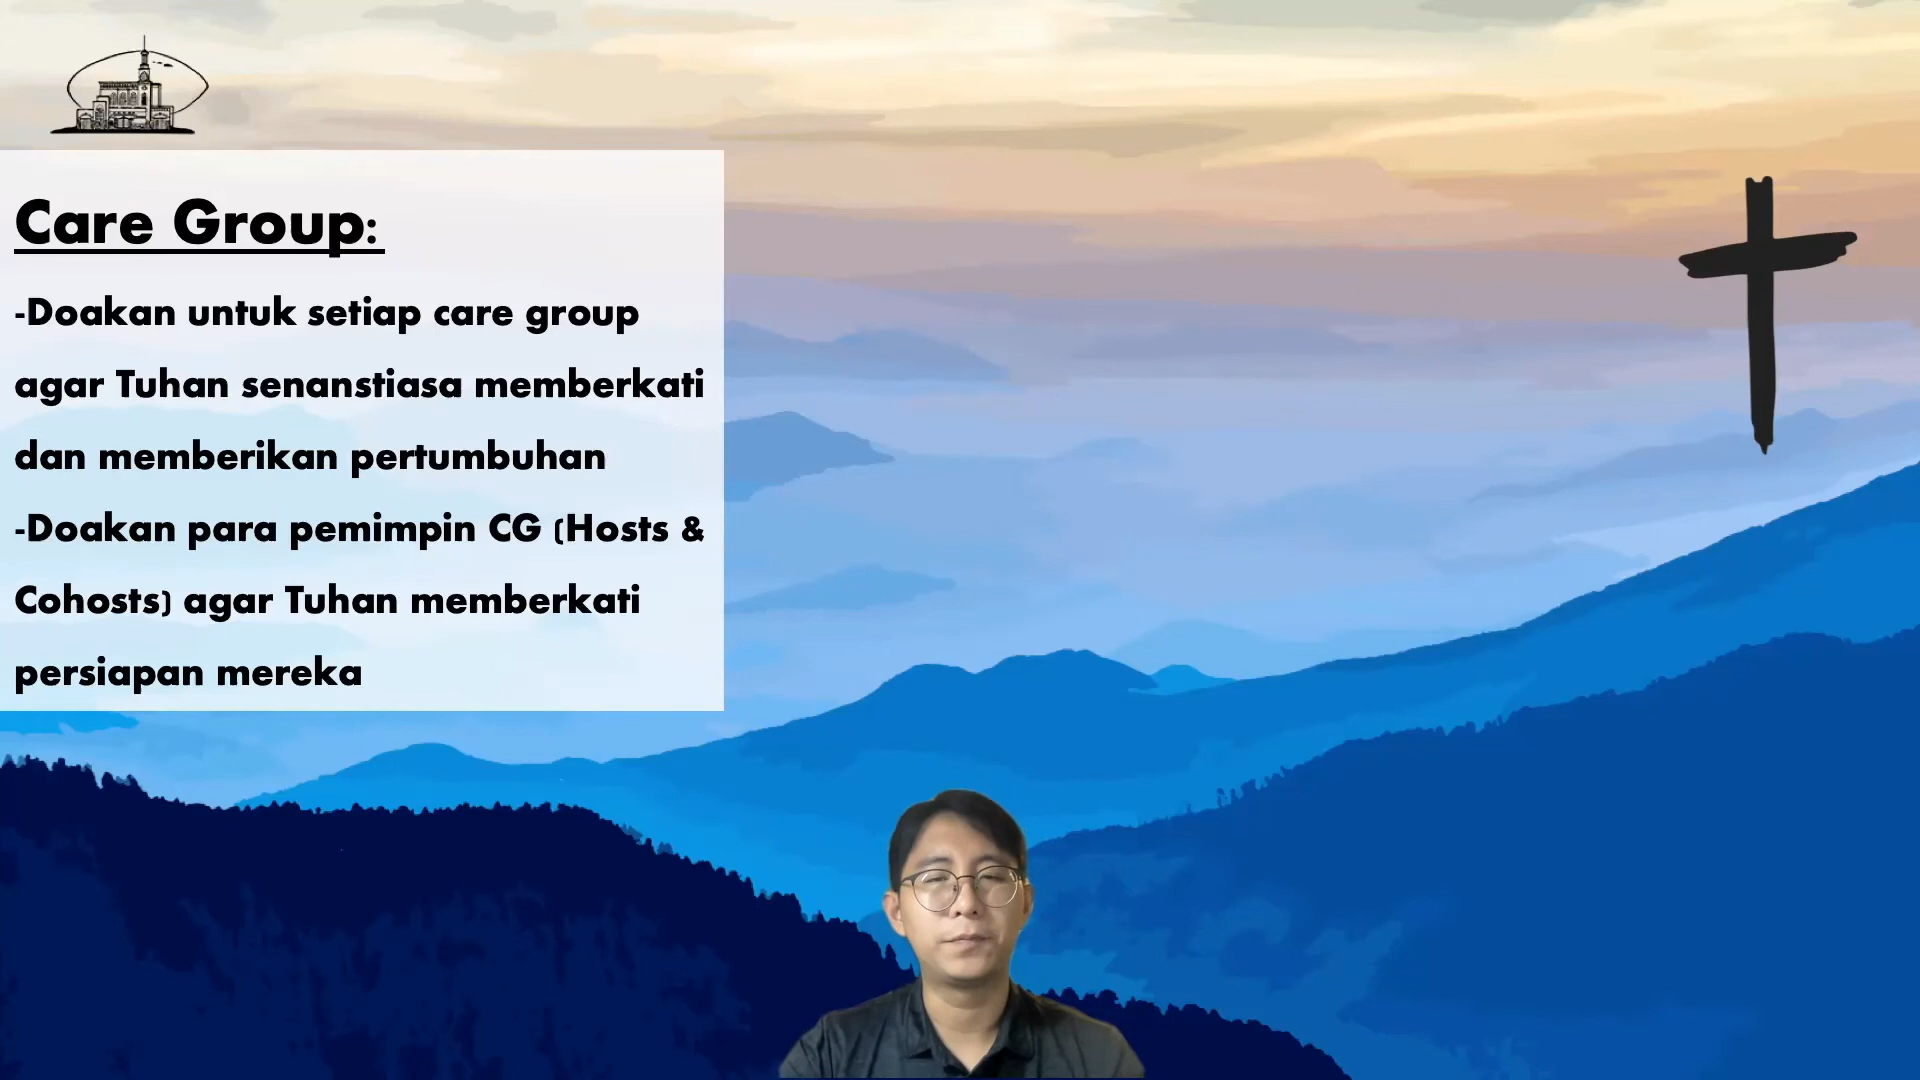 Care Group:
-Doakan untuk setiap care group
agar Tuhan senanstiasa memberkati
dan memberikan pertumbuhan
-Doakan para pemimpin CG (Hosts &
Cohosts) agar Tuhan memberkati
persiapan mereka